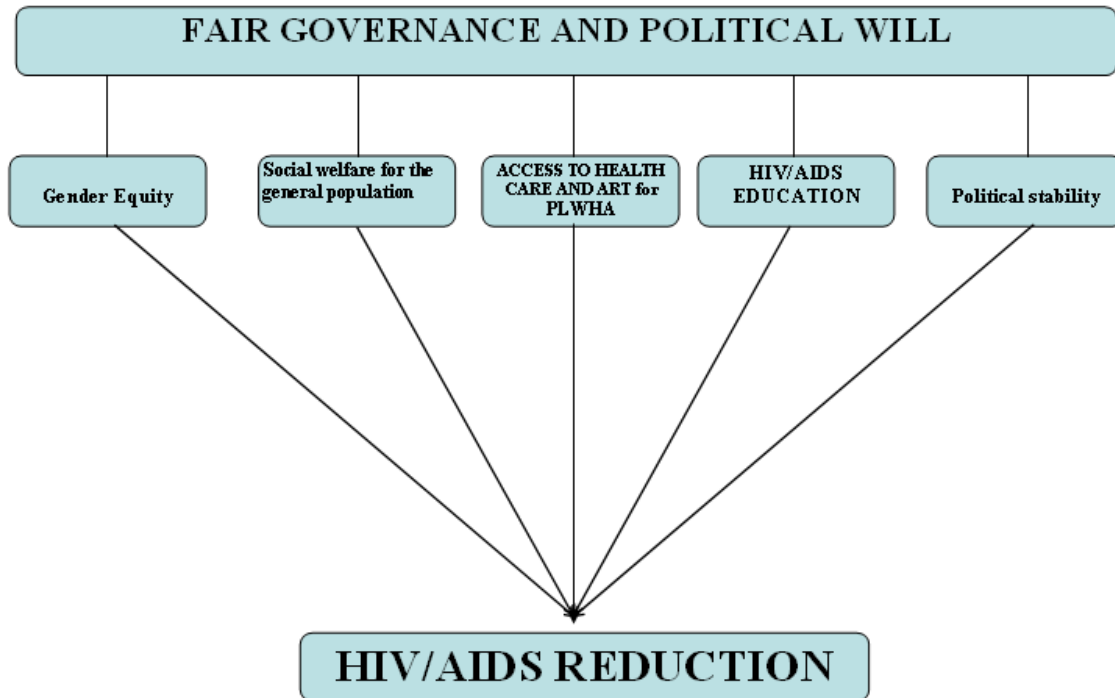 FAIR GOVERNANCE AND POLITICAL WILL
Gender Equity
Social welfare for the
general population
ACCESS TO HEALTH
CARE AND ART for
PLWHA
HIV/AIDS
EDUCATION
Political stability
HIV/AIDS REDUCTION